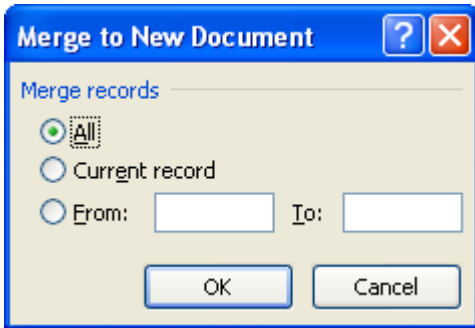 Merge to New Document ?
Merge records
All
Current record
From: To:
OK Cancel